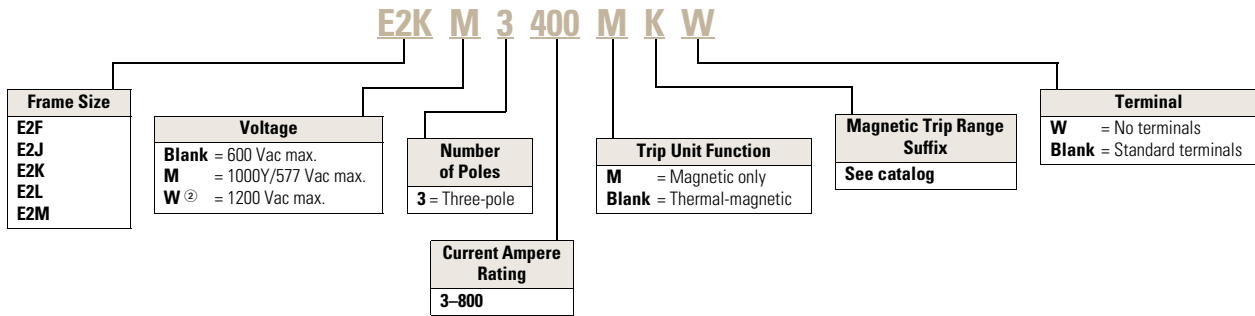 E2K M 3 400 M K W
Frame Size
E2F
E2J
E2K
E2L
E2M
Voltage
Blank = 600 Vac max.
M = 1000Y/577 Vac max.
W ② = 1200 Vac max.
Number
of Poles
3 = Three-pole
Current Ampere
Rating
3–800
Trip Unit Function
M = Magnetic only
Blank = Thermal-magnetic
Magnetic Trip Range
Suffix
See catalog
Terminal
W = No terminals
Blank = Standard terminals